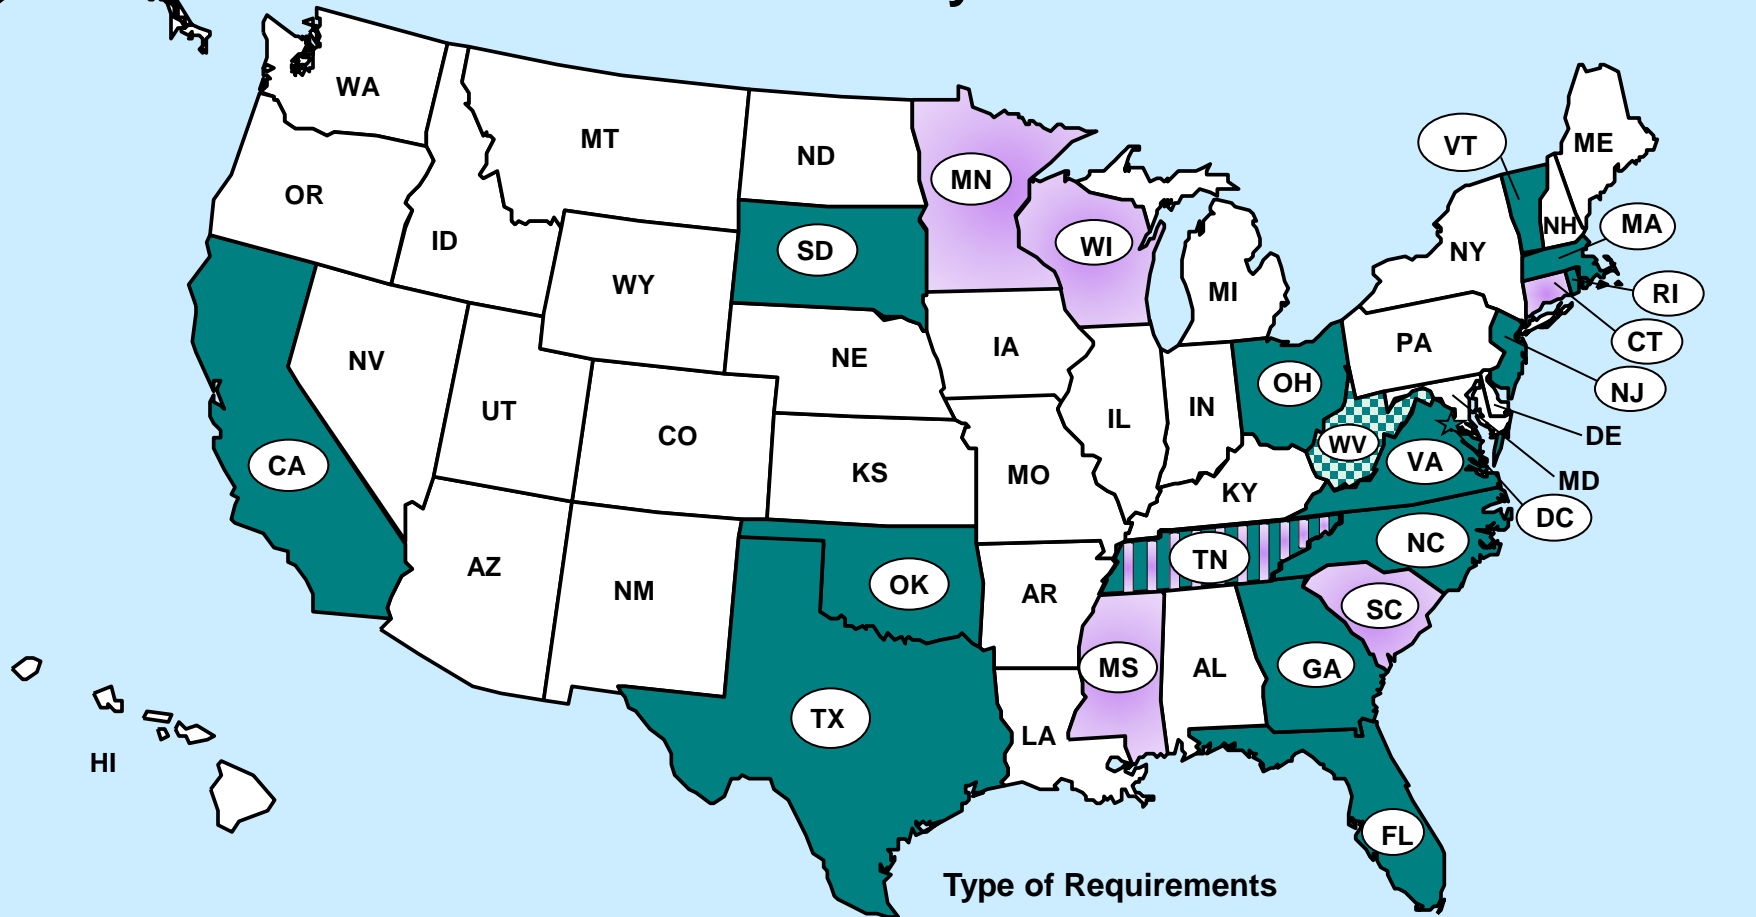 WA
MT
ND
MN
VT
ME
OR
ID
SD
WI
NH
MA
WY
NY
MI
RI
NV
NE
IA
PA
CT
UT
CO
OH
NJ
IL
IN
WV
DE
CA
KS
MO
VA
MD
KY
DC
AZ
NM
OK
AR
TN
NC
SC
MS
AL
GA
TX
LA
HI
FL
Type of Requirements